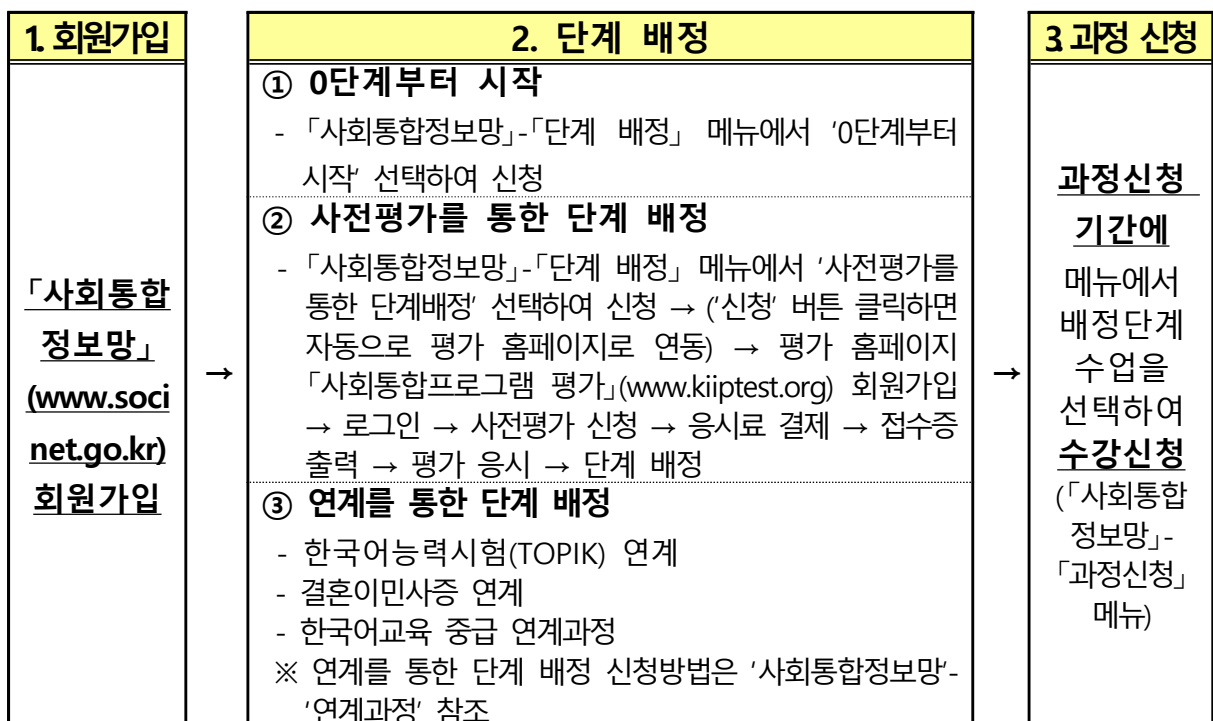 1. 회원가입
「사회통합
정보망」
(www.soci
net.go.kr)
회원가입
→
2. 단계 배정
① 0단계부터 시작
- 「사회통합정보망」-「단계 배정」 메뉴에서 '0단계부터
시작' 선택하여 신청
② 사전평가를 통한 단계 배정
- 「사회통합정보망」-「단계 배정」 메뉴에서 '사전평가를
통한 단계배정' 선택하여 신청 → ('신청' 버튼 클릭하면
자동으로 평가 홈페이지로 연동) → 평가 홈페이지
「사회통합프로그램 평가」(www.kiiptest.org) 회원가입
→ 로그인 → 사전평가 신청 → 응시료 결제 → 접수증
출력 → 평가 응시 → 단계 배정
③ 연계를 통한 단계 배정
- 한국어능력시험(TOPIK) 연계
- 결혼이민사증 연계
- 한국어교육 중급 연계과정
※ 연계를 통한 단계 배정 신청방법은 '사회통합정보망'-
'연계과정' 참조
→
3. 과정 신청
과정신청
기간에
메뉴에서
배정단계
수업을
선택하여
수강신청
(「사회통합
정보망」-
「과정신청」
메뉴)